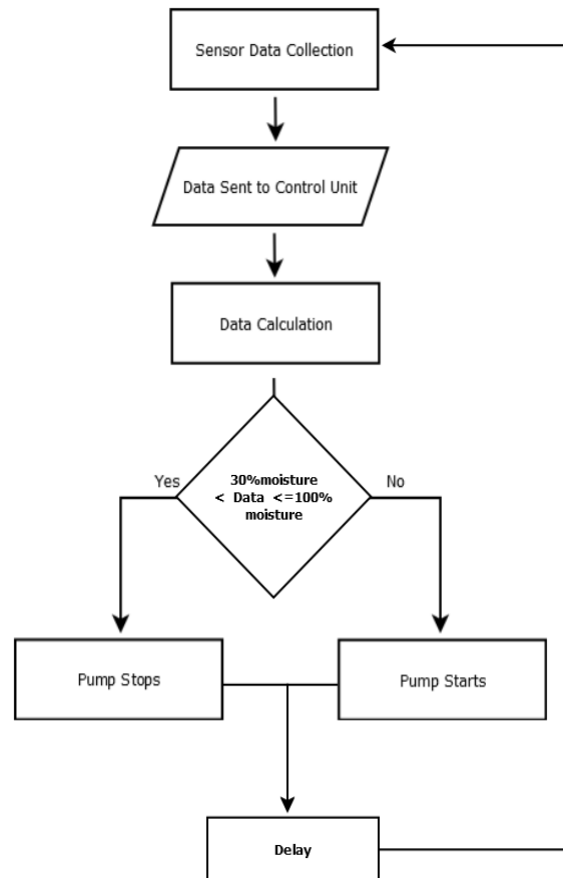 Sensor Data Collection
Data Sent to Control Unit
Data Calculation
Yes
30%moisture
< Data <=100%
moisture
No
Pump Stops
Pump Starts
Delay